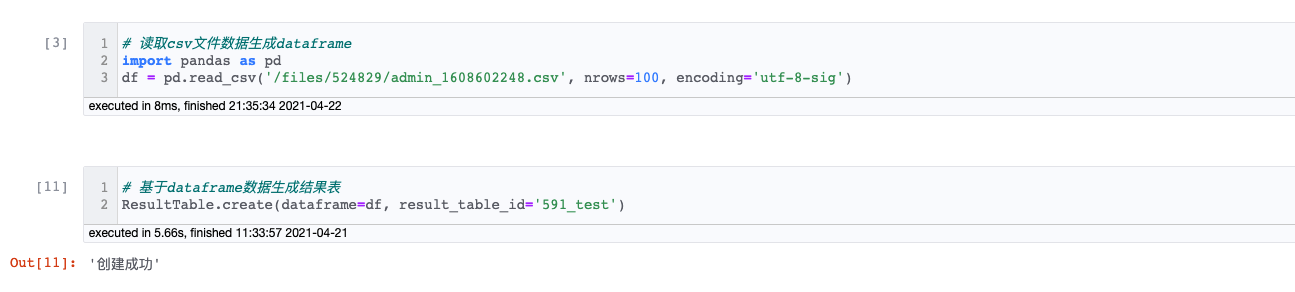 [3]
1 # 读取csv文件数据生成dataframe
2 import pandas as pd
3 df = pd.read_csv('/files/524829/admin_1608602248.csv', nrows=100, encoding='utf-8-sig')
executed in 8ms, finished 21:35:34 2021-04-22
[11]
1 # 基于dataframe数据生成结果表
2 ResultTable.create(dataframe=df, result_table_id='591_test')
executed in 5.66s, finished 11:33:57 2021-04-21
Out[11]: '创建成功'